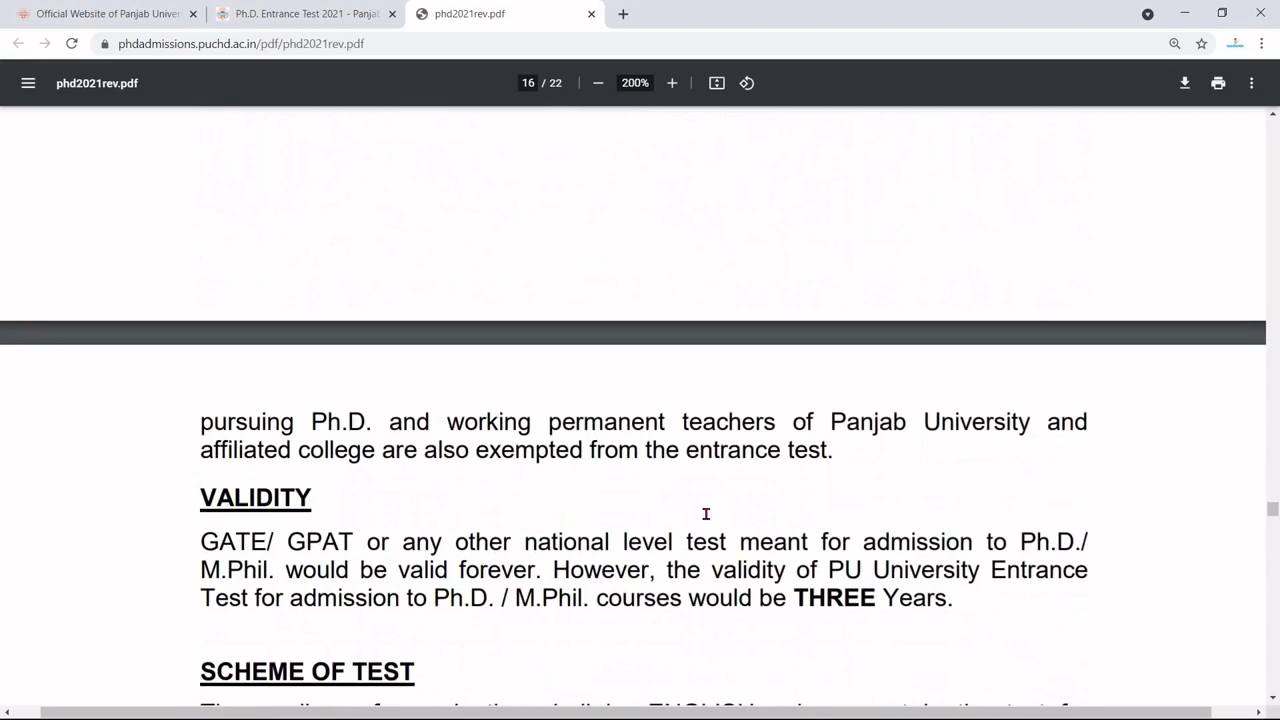 Official Website of Panjab Univer
Ph.D. Entrance Test 2021 - Panjab
phd2021rev.pdf
phdadmissions.puchd.ac.in/pdf/phd2021rev.pdf
phd2021rev.pdf
16 / 22
200%
pursuing Ph.D. and working permanent teachers of Panjab University and
affiliated college are also exempted from the entrance test.
VALIDITY
GATE/ GPAT or any other national level test meant for admission to Ph.D./
M.Phil. would be valid forever. However, the validity of PU University Entrance
Test for admission to Ph.D. / M.Phil. courses would be THREE Years.
SCHEME OF TEST